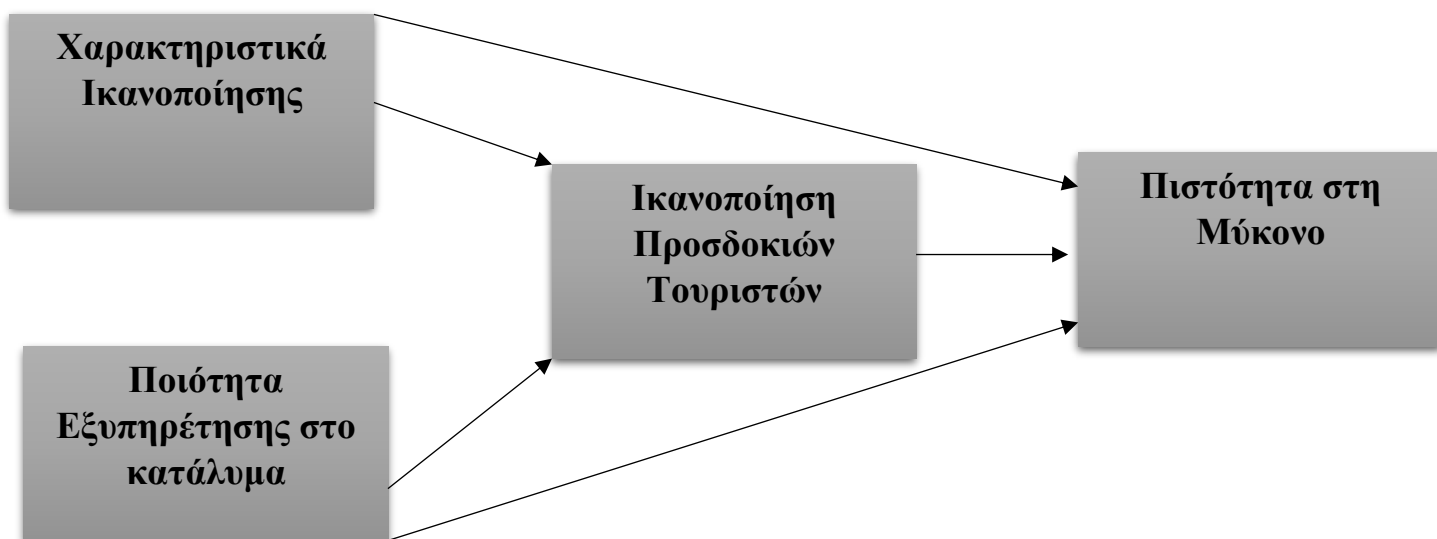 Χαρακτηριστικά
Ικανοποίησης
Ικανοποίηση
Προσδοκιών
Τουριστών
Πιστότητα στη
Μύκονο
Ποιότητα
Εξυπηρέτησης στο
κατάλυμα